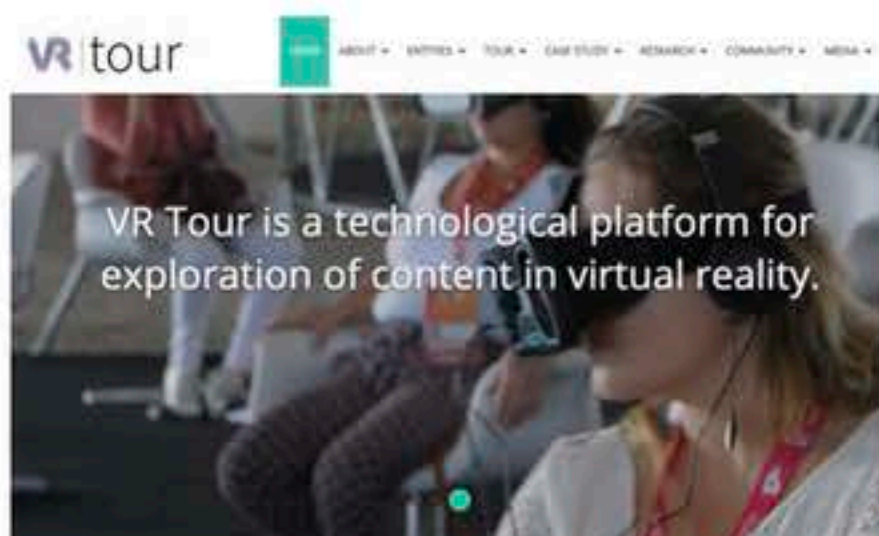 VR tour
HOME ABOUT ENTITIES TOUR CASE STUDY RESEARCH COMMUNITY MEDIA
VR Tour is a technological platform for
exploration of content in virtual reality.